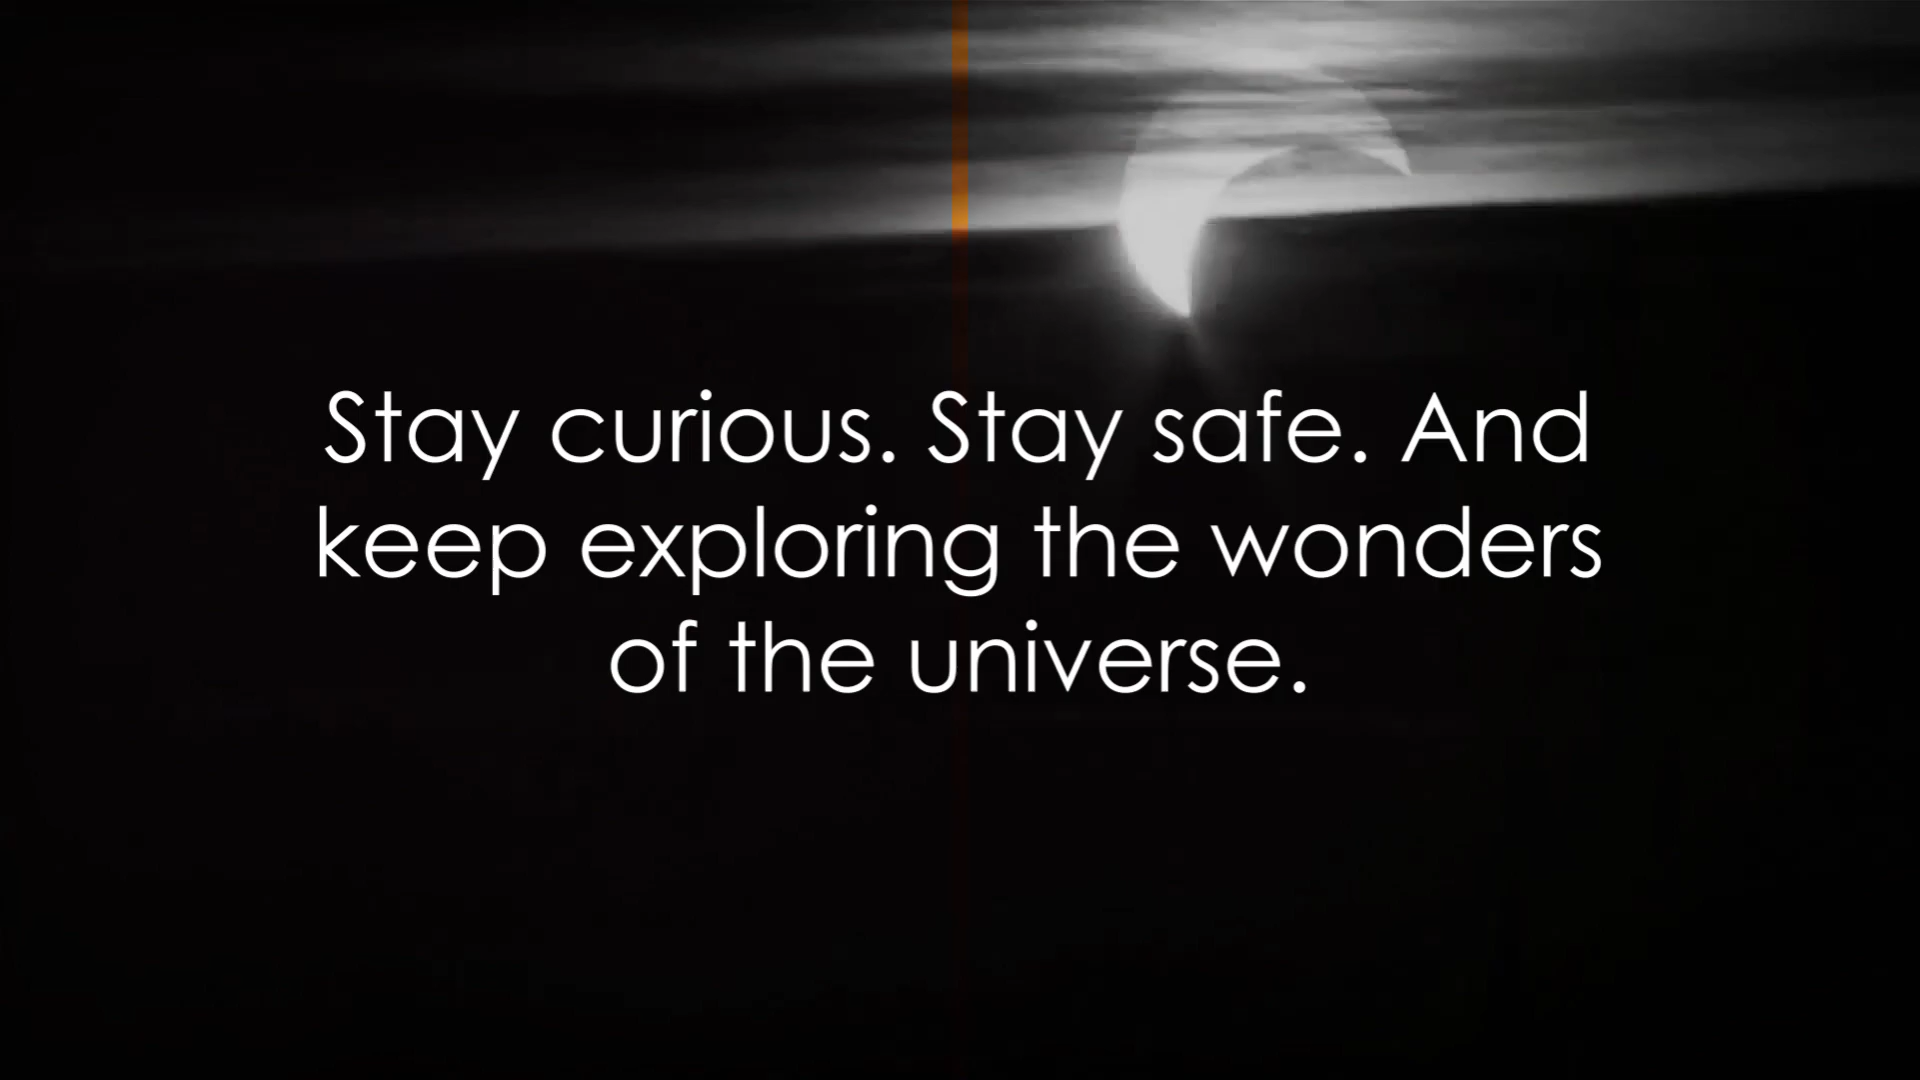 Stay curious. Stay safe. And
keep exploring the wonders
of the universe.